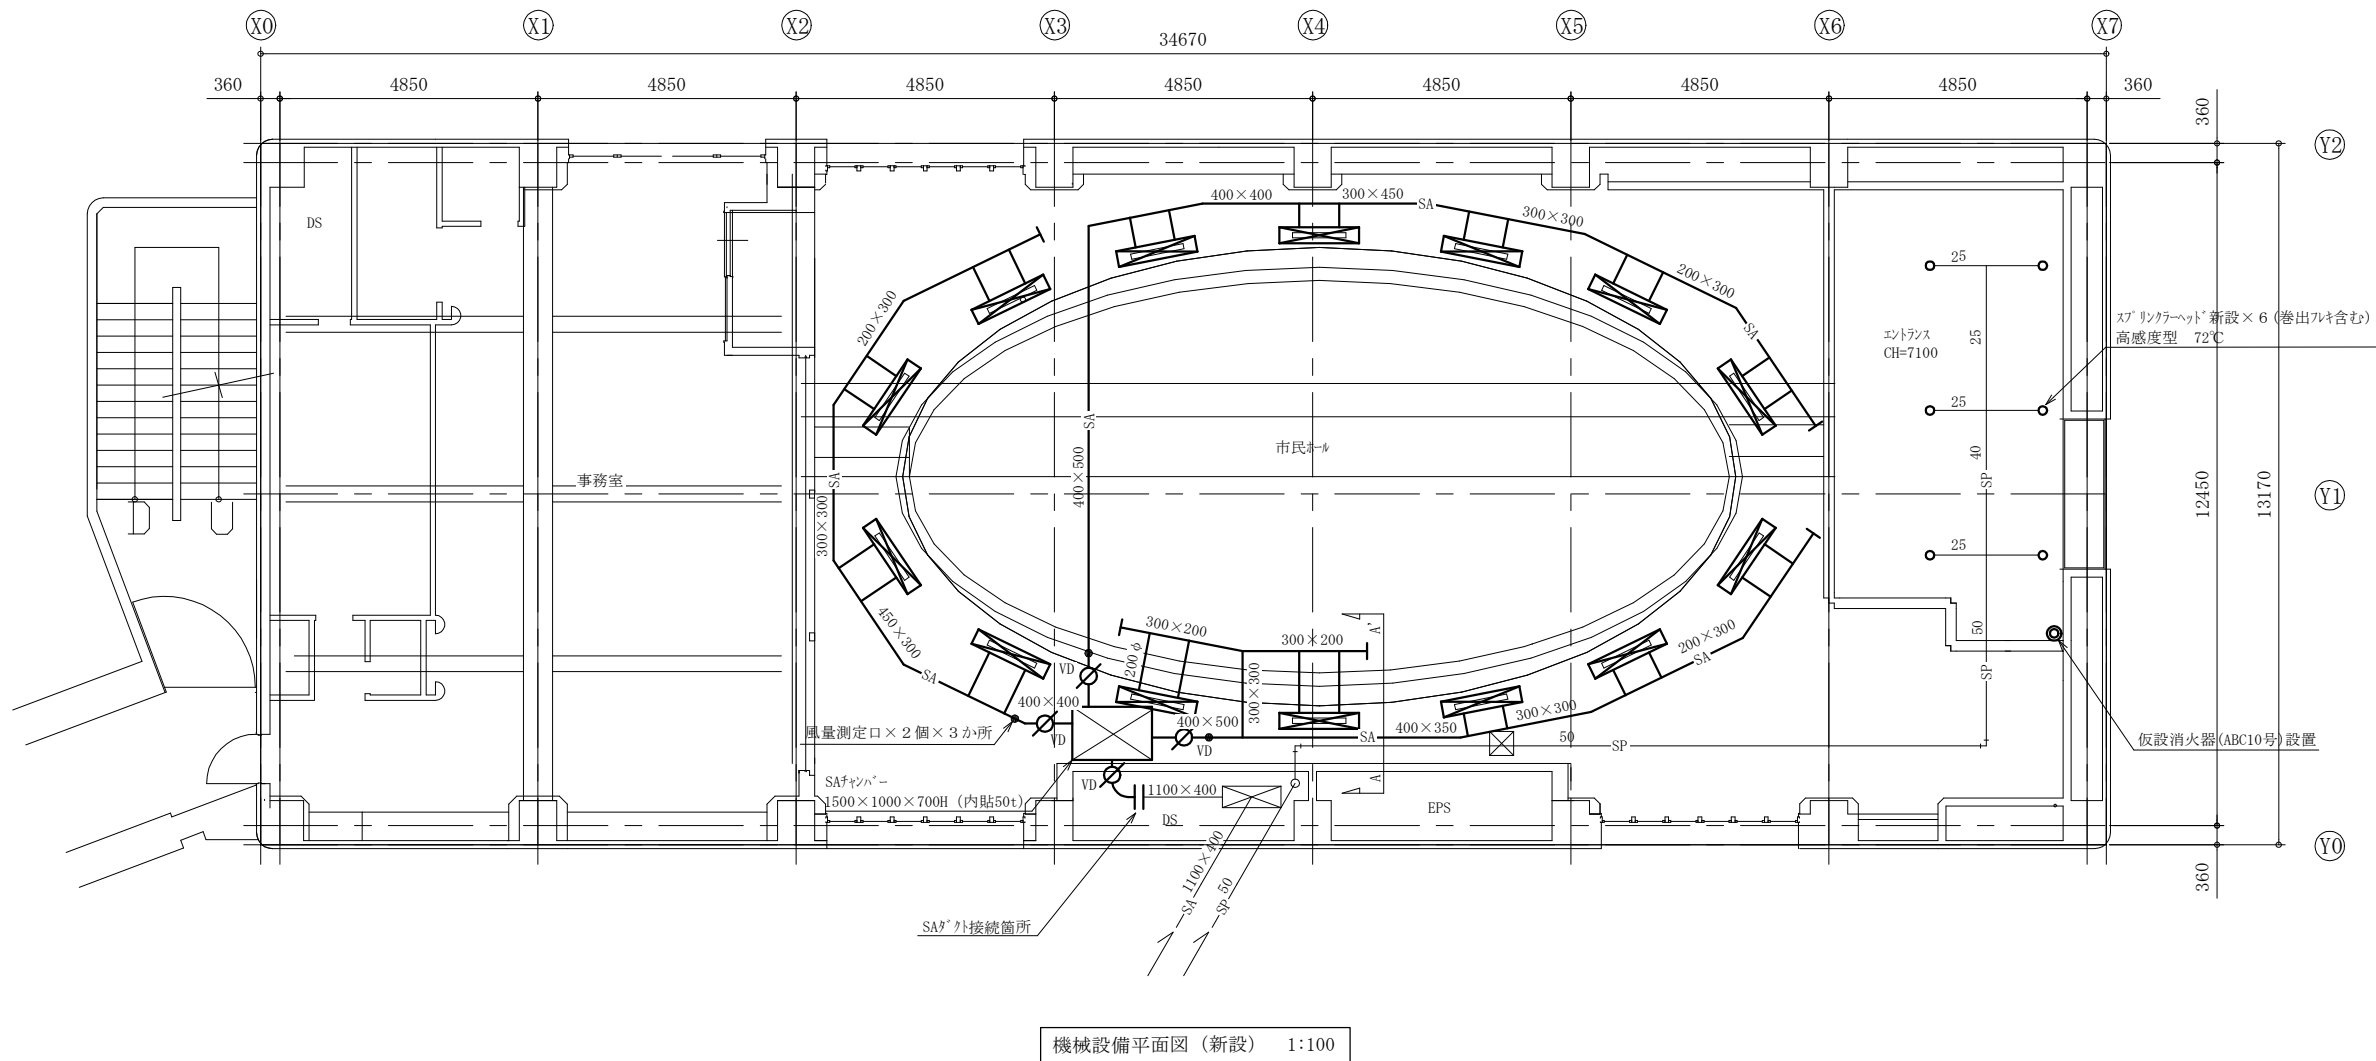 X0 X1 X2 X3 X4 X5 X6 X7
34670
360 4850 4850 4850 4850 4850 4850 4850 360
360
Y2
400×400 300×450 SA 300×300
DS
200×300
200×300
25
SA
スプリンクラーヘッド新設×6(巻出フレキ含む)
高感度型 72℃
エントランス
CH=7100
25
25
SA
市民ホール
400×500
40
SP
事務室
SA
300×300
12450
13170
Y1
25
450×300
300×200
300×200
A'
200×300
SA
50
SP
SA
VD
200φ
300×300
400×400
400×500
400×350
300×300
風量測定口×2個×3か所
VD
VD
SA
50
SP
仮設消火器(ABC10号)設置
SAチャンバー
1500×1000×700H (内貼50t)
VD
1100×400
A
DS
EPS
Y0
360
SA 1100×400
SP 50
SAダクト接続箇所
機械設備平面図(新設) 1:100